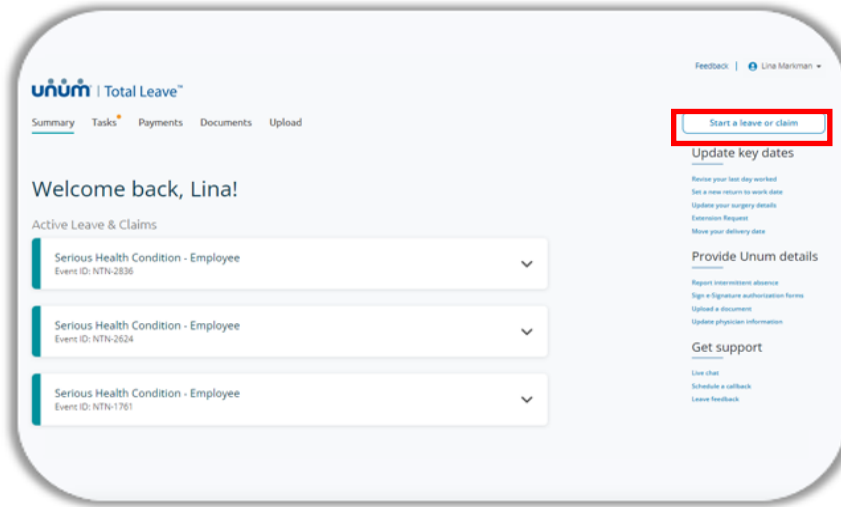 Feedback | Lina Markman
unum | Total Leave™
Summary Tasks Payments Documents Upload
Start a leave or claim
Welcome back, Lina!
Active Leave & Claims
Serious Health Condition - Employee
Event ID: NTN-2836
Serious Health Condition - Employee
Event ID: NTN-2624
Serious Health Condition - Employee
Event ID: NTN-1761
Update key dates
Revise your last day worked
Set a new return to work date
Update your surgery details
Extension Request
Move your delivery date
Provide Unum details
Report intermittent absence
Sign e-Signature authorization forms
Upload a document
Update physician information
Get support
Live chat
Schedule a callback
Leave feedback